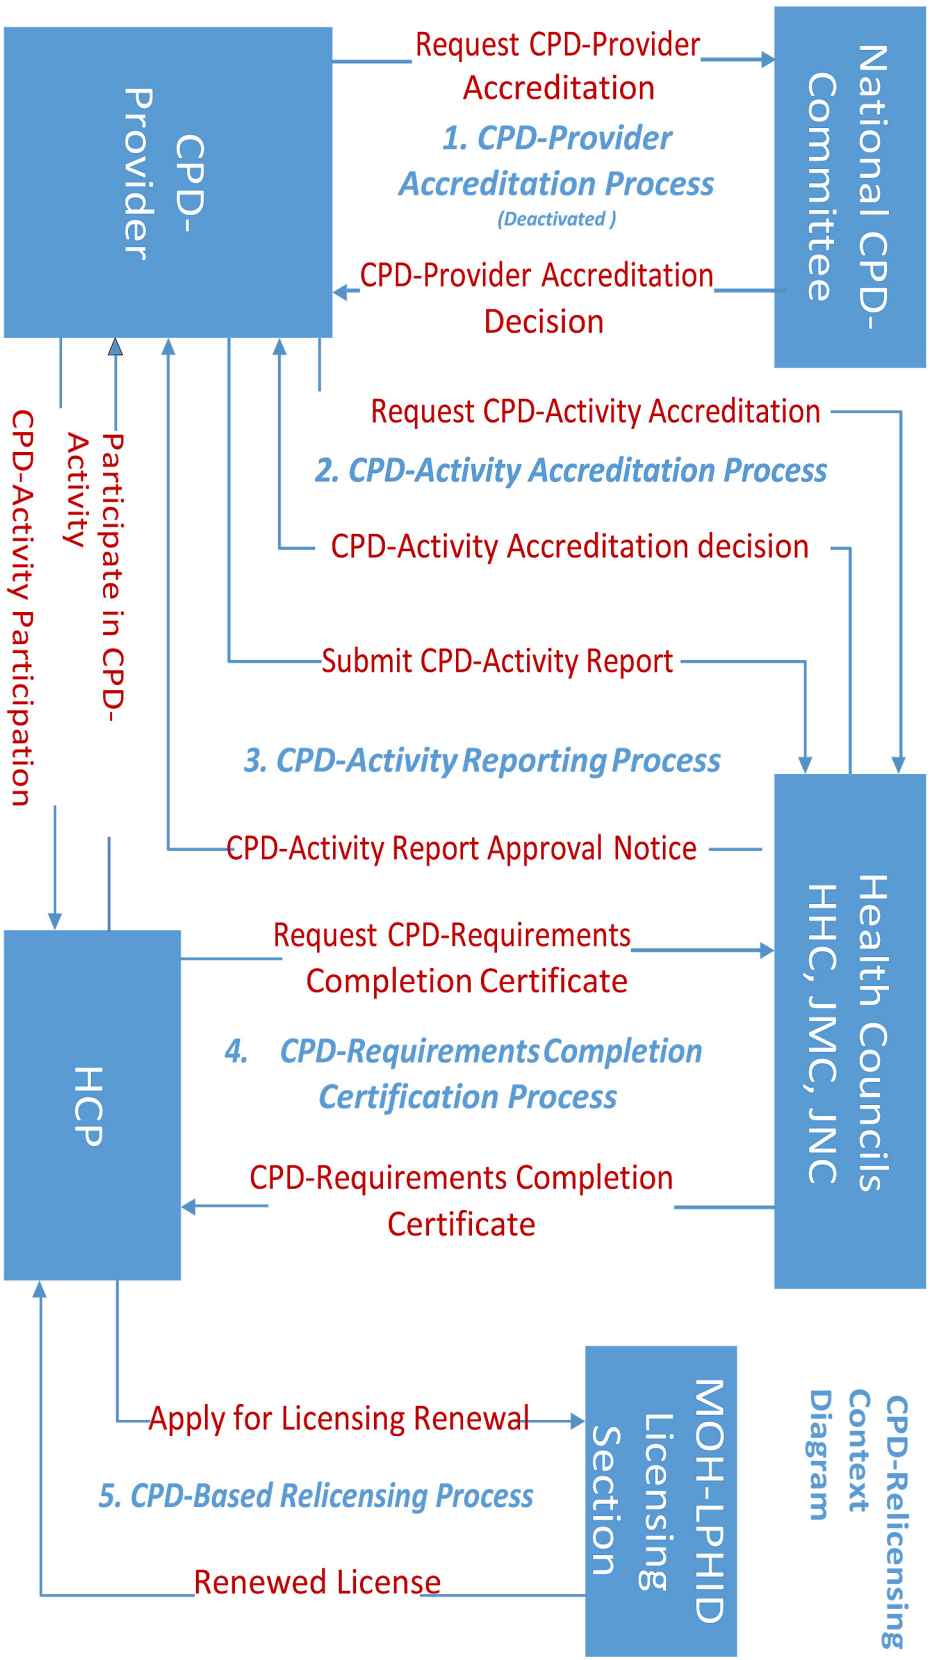 Request CPD-Provider
Accreditation
1. CPD-Provider
Accreditation Process
(Deactivated )
CPD-Provider Accreditation
Decision
National CPD-
Committee
CPD-
Provider
Request CPD-Activity Accreditation
2. CPD-Activity Accreditation Process
CPD-Activity Accreditation decision
Submit CPD-Activity Report
3. CPD-Activity Reporting Process
CPD-Activity Report Approval Notice
Participate in CPD-
Activity
CPD-Activity Participation
Health Councils
HHC, JMC, JNC
Request CPD-Requirements
Completion Certificate
4. CPD-Requirements Completion
Certification Process
CPD-Requirements Completion
Certificate
HCP
Apply for Licensing Renewal
5. CPD-Based Relicensing Process
Renewed License
MOH-LPHID
Licensing
Section
CPD-Relicensing
Context
Diagram